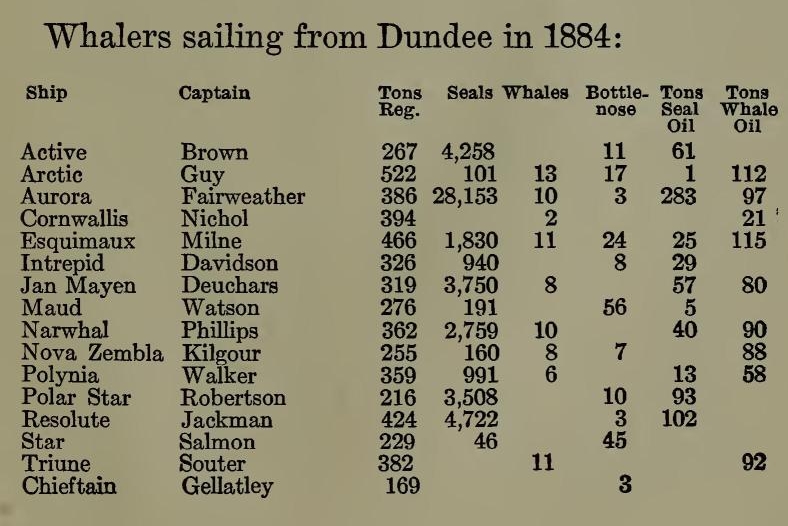 Whalers sailing from Dundee in 1884:
Ship Captain Tons Reg. Seals Whales Bottle-nose Tons Seal Oil Tons Whale Oil
Active Brown 267 4,258 11 61
Arctic Guy 522 101 13 17 1 112
Aurora Fairweather 386 28,153 10 3 283 97
Cornwallis Nichol 394 2 21
Esquimaux Milne 466 1,830 11 24 25 115
Intrepid Davidson 326 940 8 29
Jan Mayen Deuchars 319 3,750 8 57 80
Maud Watson 276 191 56 5
Narwhal Phillips 362 2,759 10 40 90
Nova Zembla Kilgour 255 160 8 7 88
Polynia Walker 359 991 6 13 58
Polar Star Robertson 216 3,508 10 93
Resolute Jackman 424 4,722 3 102
Star Salmon 229 46 45
Triune Souter 382 11 92
Chieftain Gellatley 169 3